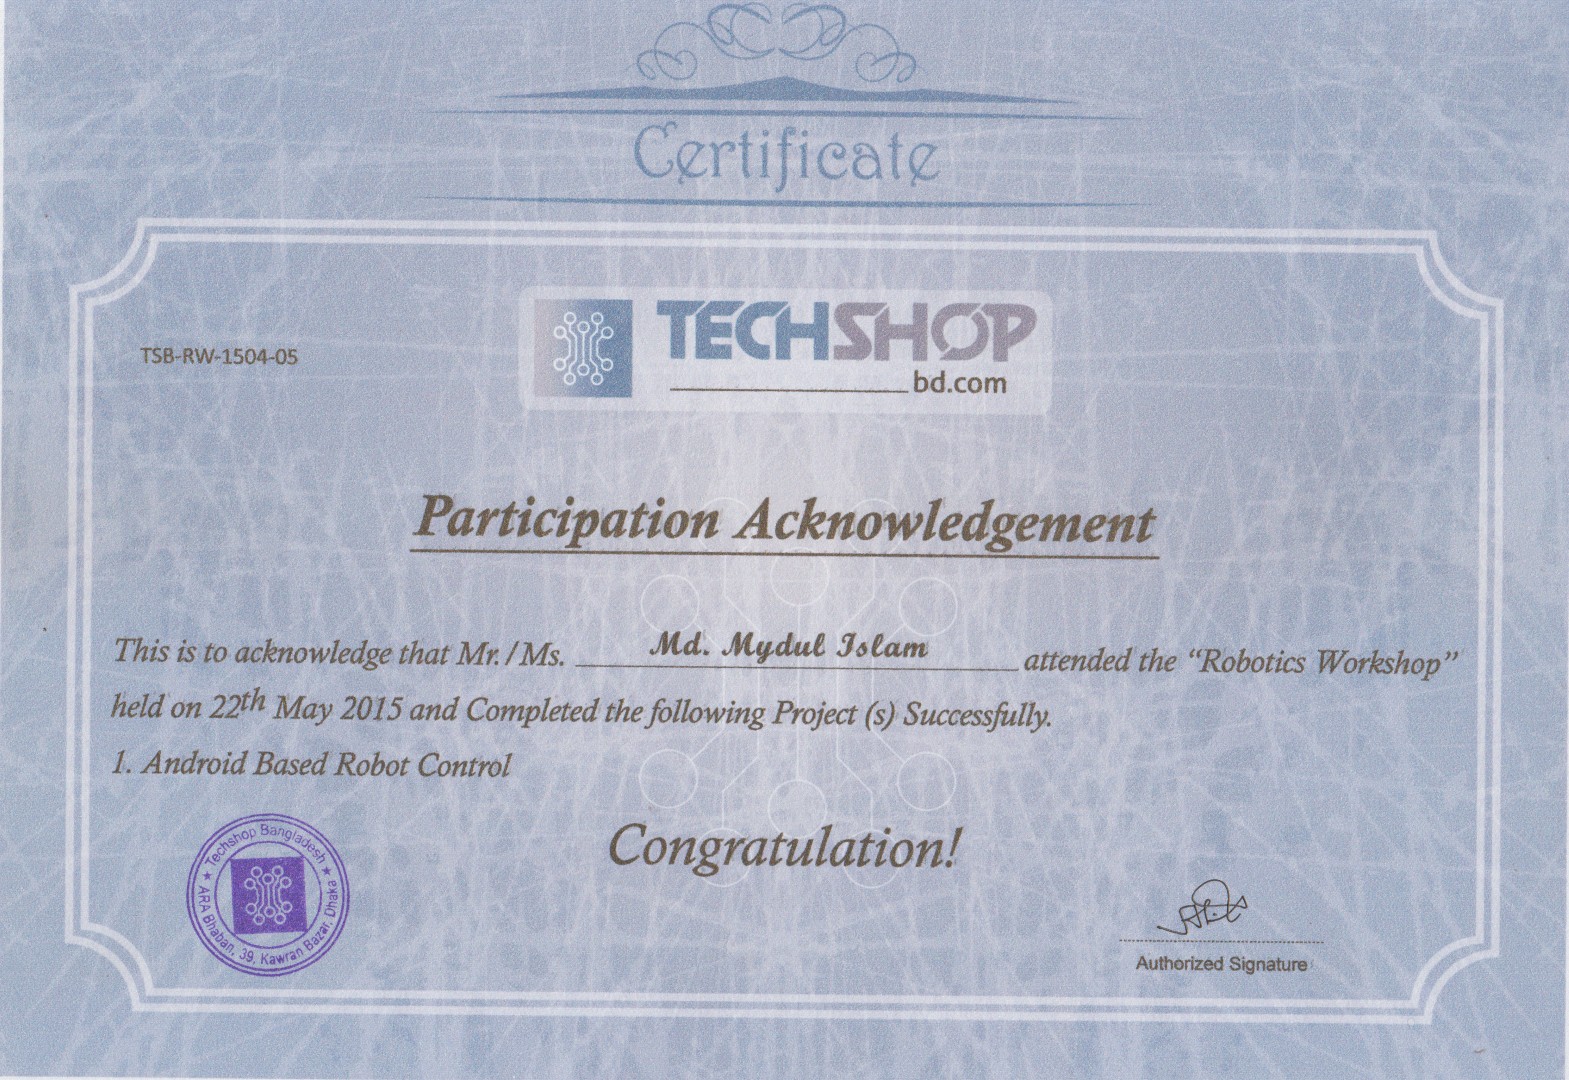 Certificate
TSB-RW-1504-05
TECHSHOP
bd.com
Participation Acknowledgement
This is to acknowledge that Mr. / Ms. Md. Mydul Islam attended the “Robotics Workshop”
held on 22th May 2015 and Completed the following Project (s) Successfully.
1. Android Based Robot Control
Congratulation!
★ Techshop Bangladesh ★
ARA Bhaban, 39, Kawran Bazar, Dhaka
Authorized Signature